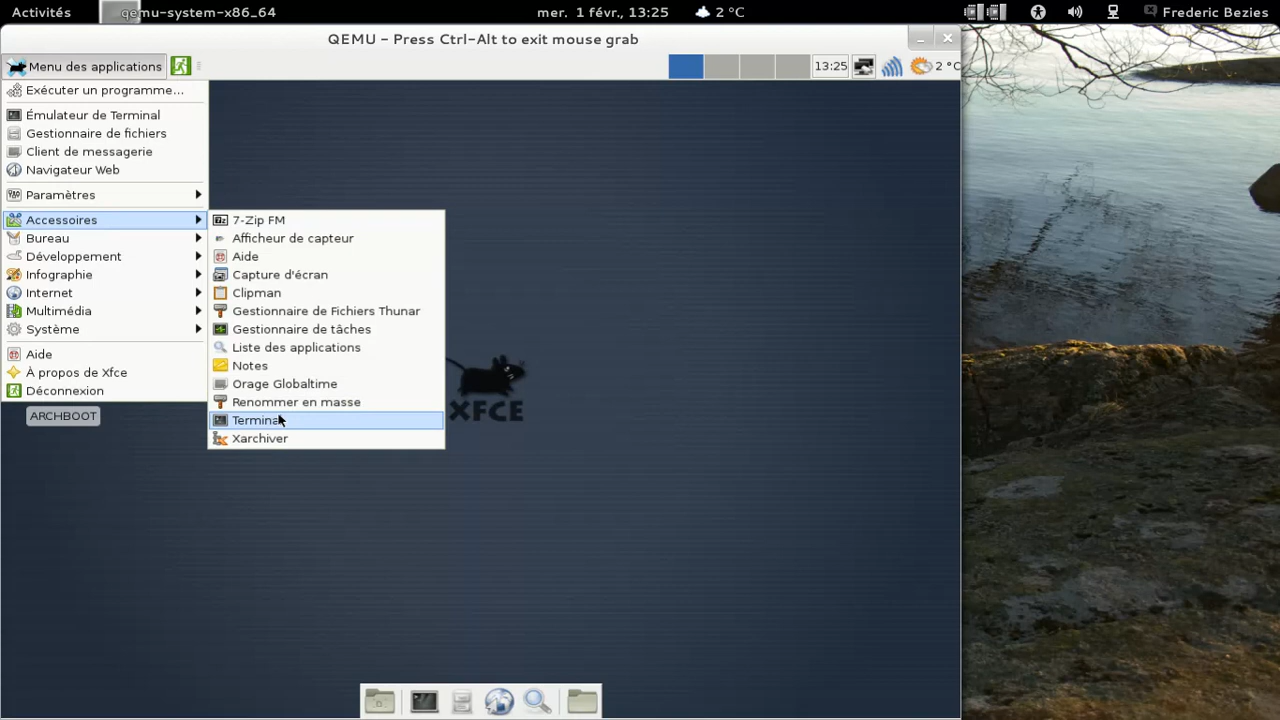 Activités qemu-system-x86_64 mer. 1 févr, 13:25 2 °C Frederic Bezies
QEMU - Press Ctrl-Alt to exit mouse grab
Menu des applications 13:25 2 °C
Exécuter un programme...
Émulateur de Terminal
Gestionnaire de fichiers
Client de messagerie
Navigateur Web
Paramètres
Accessoires
Bureau
Développement
Infographie
Internet
Multimédia
Système
Aide
À propos de Xfce
Déconnexion
ARCHBOOT
7-Zip FM
Afficheur de capteur
Aide
Capture d'écran
Clipman
Gestionnaire de Fichiers Thunar
Gestionnaire de tâches
Liste des applications
Notes
Orage Globaltime
Renommer en masse
Terminal
Xarchiver
XFCE